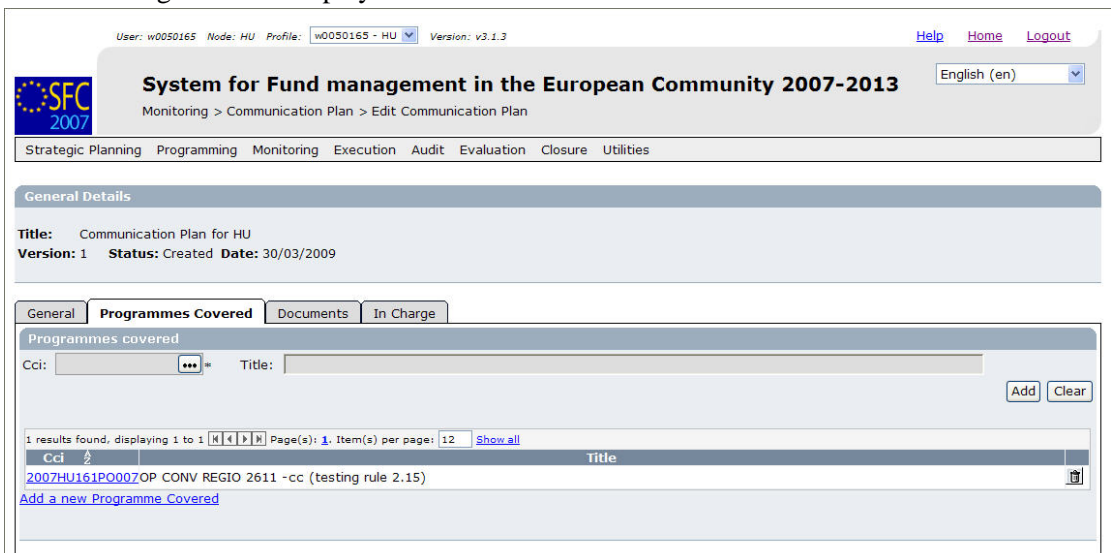 User: w0050165 Node: HU Profile: w0050165 - HU Version: v3.1.3 Help Home Logout
English (en)
SFC
2007
System for Fund management in the European Community 2007-2013
Monitoring > Communication Plan > Edit Communication Plan
Strategic Planning Programming Monitoring Execution Audit Evaluation Closure Utilities
General Details
Title: Communication Plan for HU
Version: 1 Status: Created Date: 30/03/2009
General Programmes Covered Documents In Charge
Programmes covered
Cci: ... * Title:
Add Clear
1 results found, displaying 1 to 1 Page(s): 1. Item(s) per page: 12 Show all
Cci Title
2007HU161PO007 OP CONV REGIO 2611 -cc (testing rule 2.15)
Add a new Programme Covered